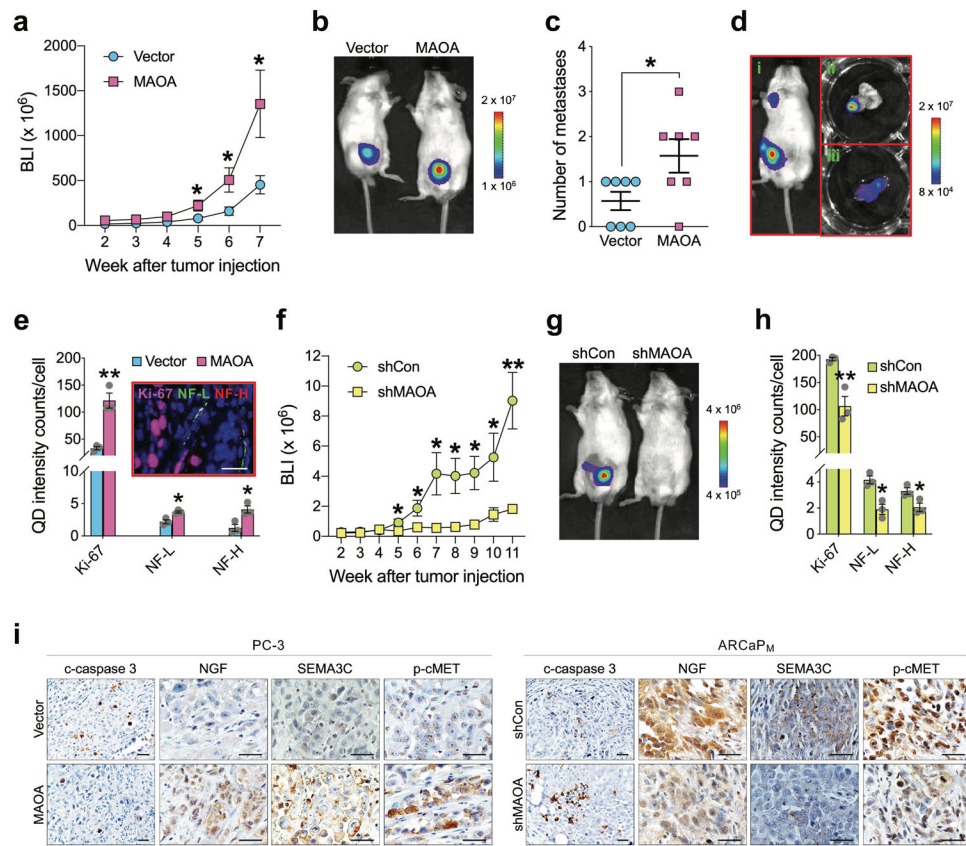 a
Vector
MAOA
BLI (x 10⁶)
2000
1500
1000
500
0
2 3 4 5 6 7
* * *
Week after tumor injection
b
Vector MAOA
2 x 10⁷
1 x 10⁶
c
Number of metastases
4
3
2
1
0
*
Vector MAOA
d
i
ii
iii
2 x 10⁷
8 x 10⁴
e
QD intensity counts/cell
Vector MAOA
200
150
100
50
5
0
** * *
Ki-67 NF-L NF-H
Ki-67 NF-L NF-H
f
shCon
shMAOA
BLI (x 10⁶)
12
10
8
6
4
2
0
* * * * * * **
2 3 4 5 6 7 8 9 10 11
Week after tumor injection
g
shCon shMAOA
4 x 10⁶
4 x 10⁵
h
QD intensity counts/cell
shCon
shMAOA
200
150
100
50
6
4
2
0
** * *
Ki-67 NF-L NF-H
i
PC-3
c-caspase 3 NGF SEMA3C p-cMET
Vector
MAOA
ARCaPM
c-caspase 3 NGF SEMA3C p-cMET
shCon
shMAOA